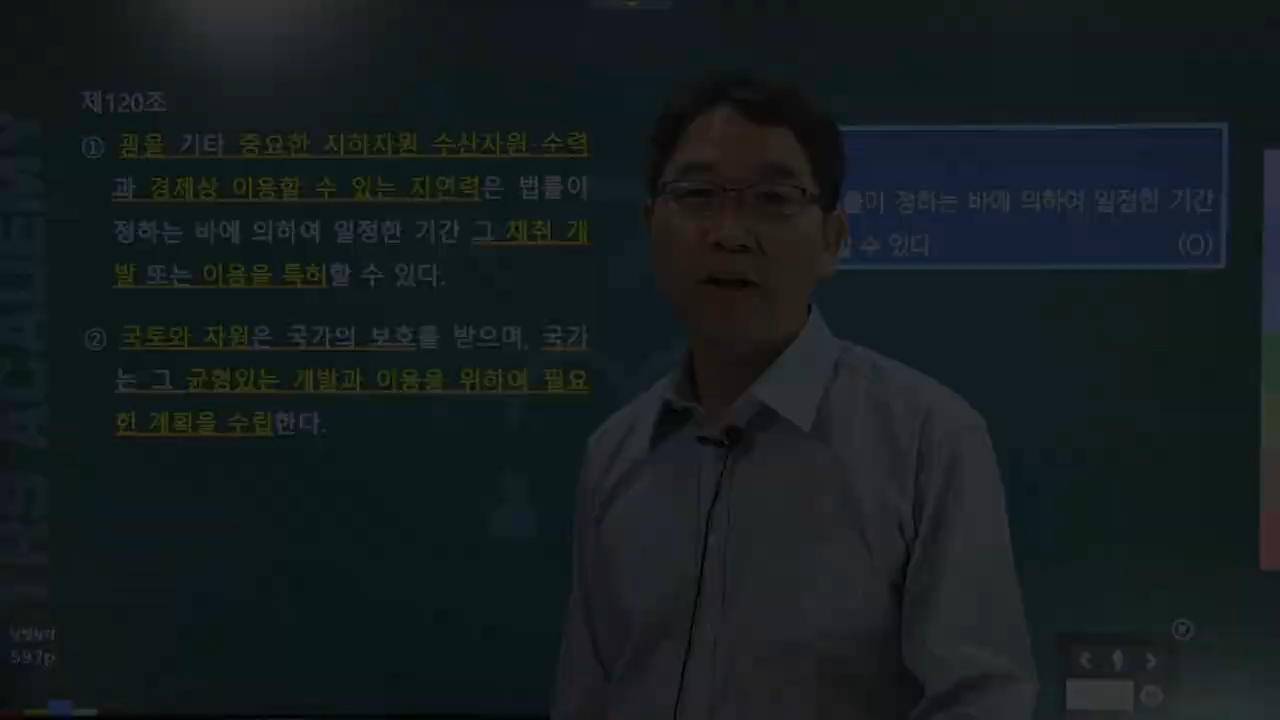 제120조
① 광물 기타 중요한 지하자원·수산자원·수력
과 경제상 이용할 수 있는 자연력은 법률이
정하는 바에 의하여 일정한 기간 그 채취·개
발 또는 이용을 특허할 수 있다.
② 국토와 자원은 국가의 보호를 받으며, 국가
는 그 균형있는 개발과 이용을 위하여 필요
한 계획을 수립한다.
정하는 바에 의하여 일정한 기간
할 수 있다 (O)
597p